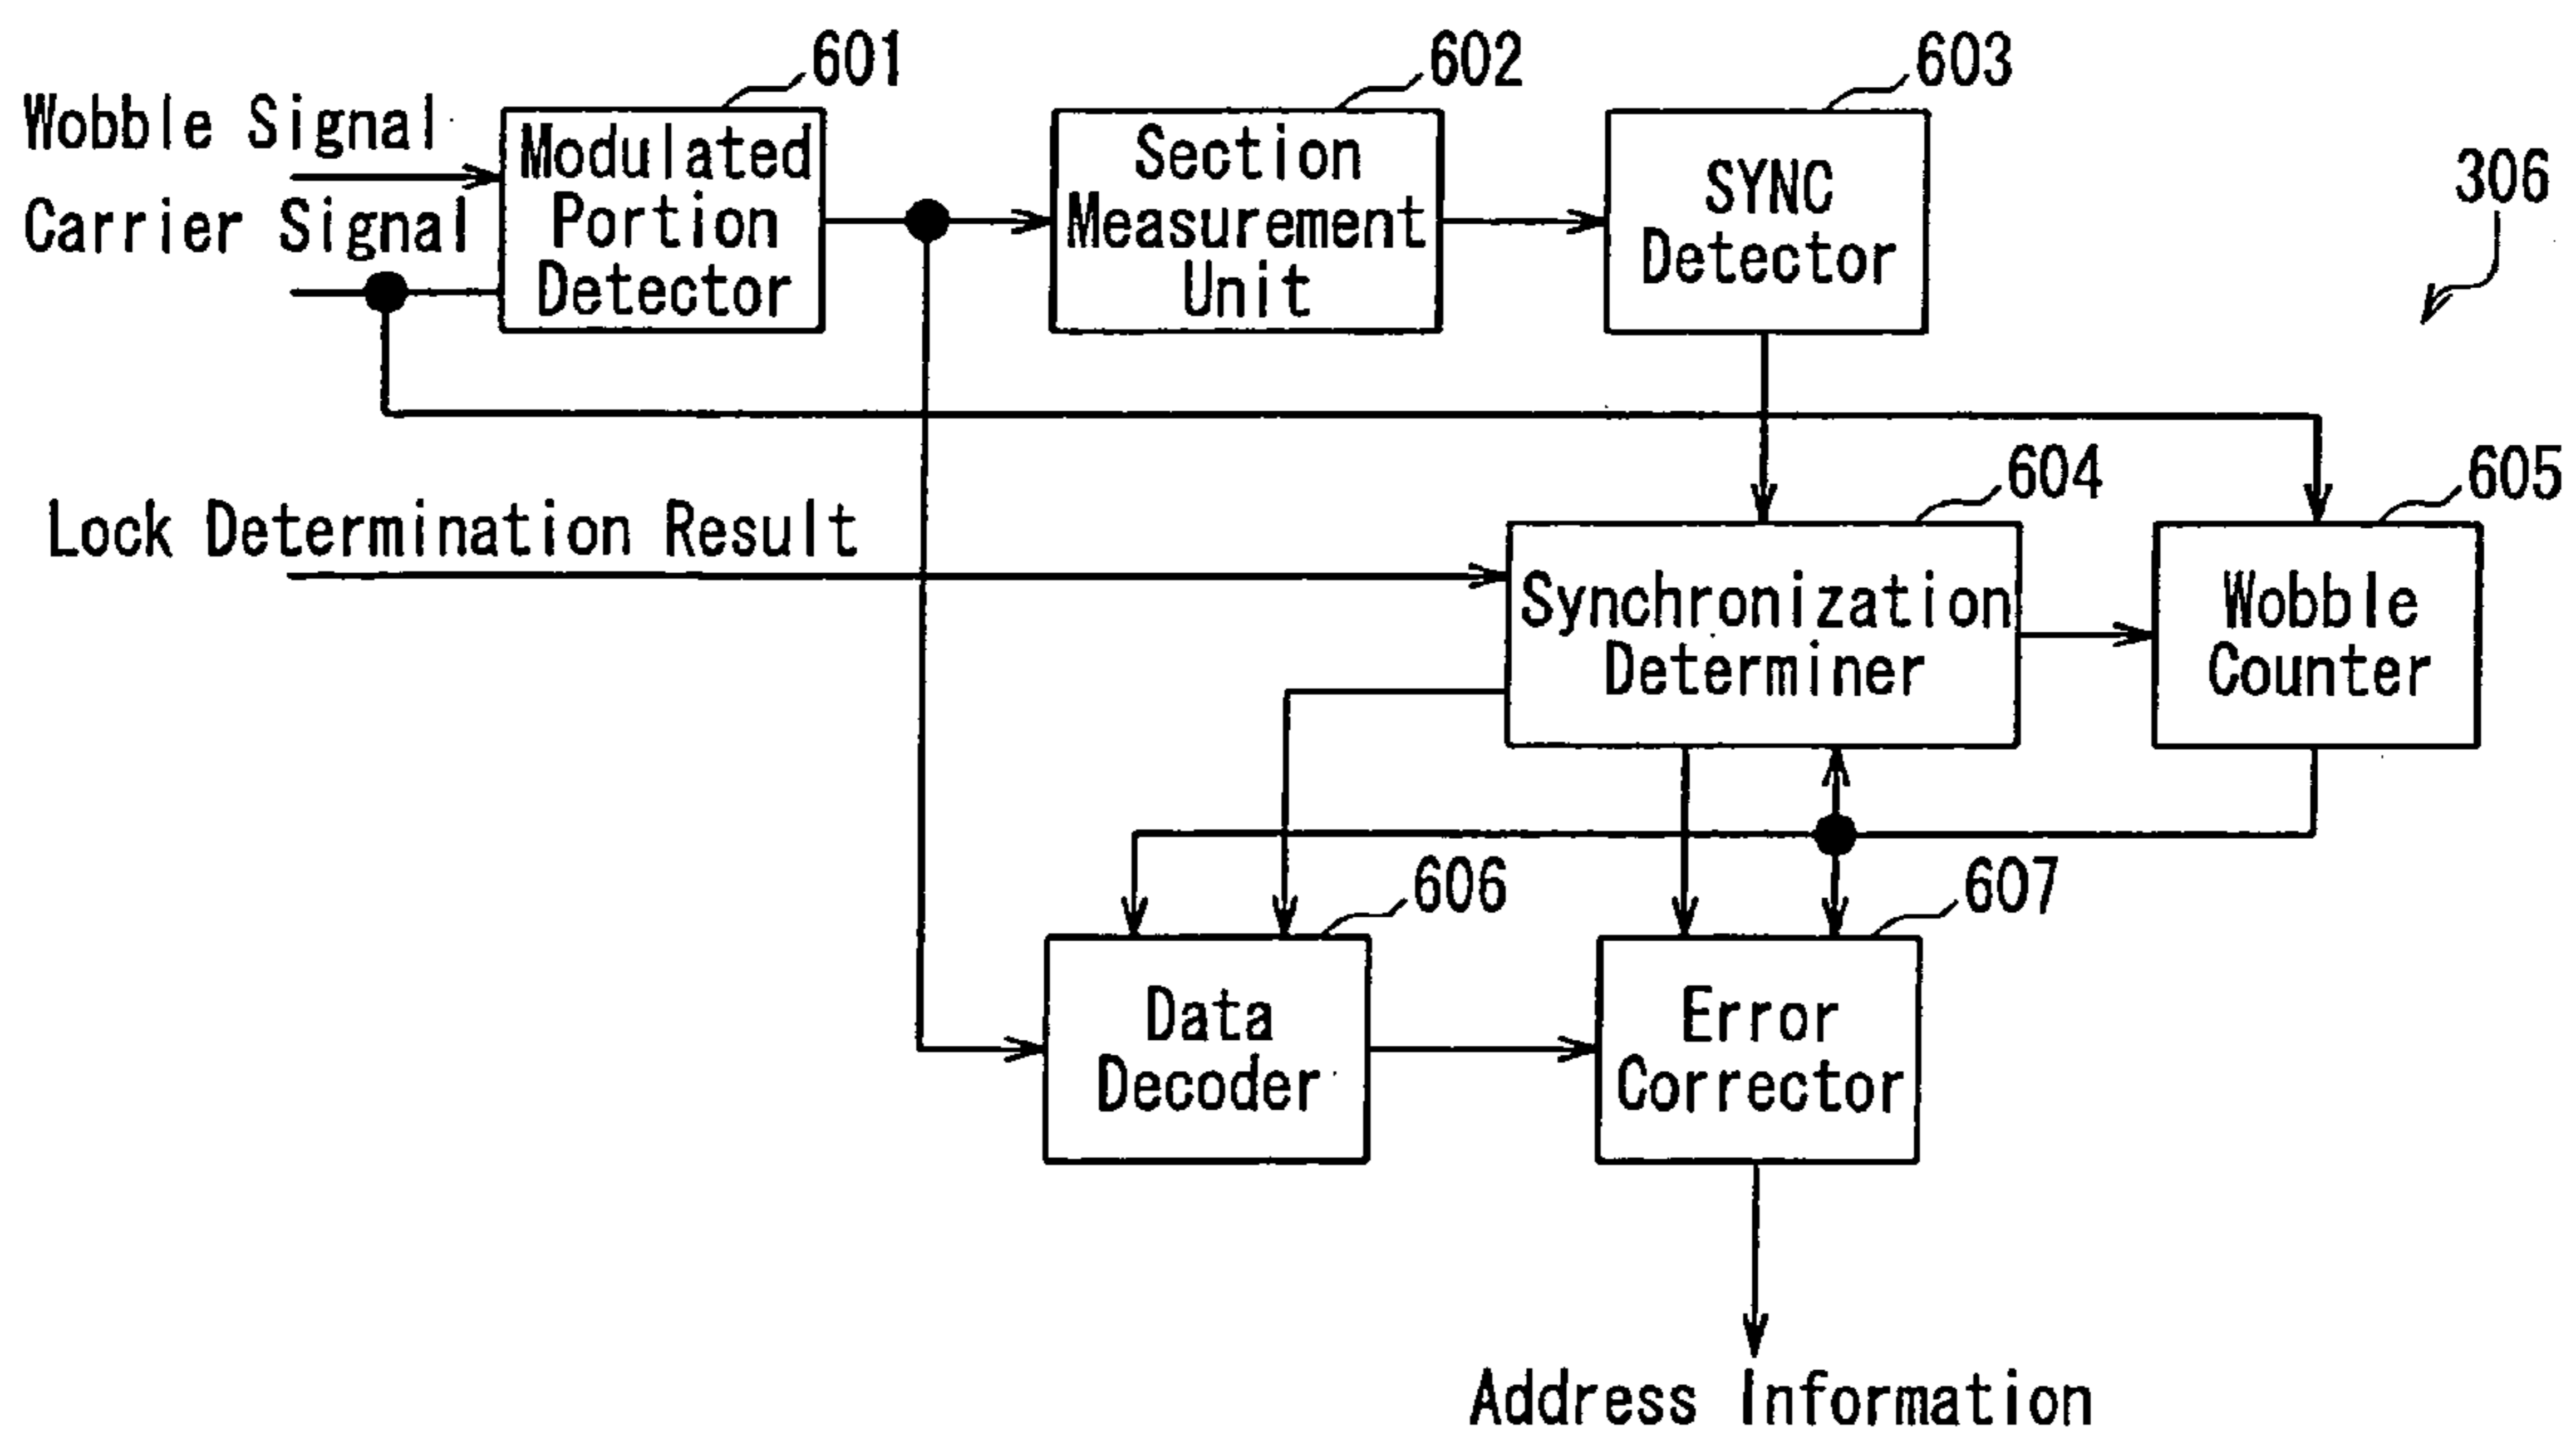 601
602
603
Wobble Signal
Modulated
Portion
Detector
Section
Measurement
Unit
SYNC
Detector
306
Carrier Signal
604
605
Lock Determination Result
Synchronization
Determiner
Wobble
Counter
606
607
Data
Decoder
Error
Corrector
Address Information